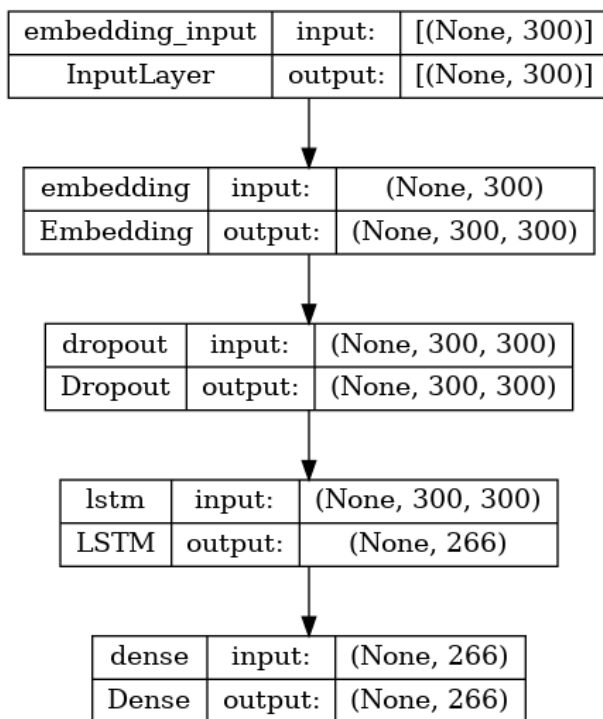 embedding_input input: [(None, 300)]
InputLayer output: [(None, 300)]
embedding input: (None, 300)
Embedding output: (None, 300, 300)
dropout input: (None, 300, 300)
Dropout output: (None, 300, 300)
lstm input: (None, 300, 300)
LSTM output: (None, 266)
dense input: (None, 266)
Dense output: (None, 266)